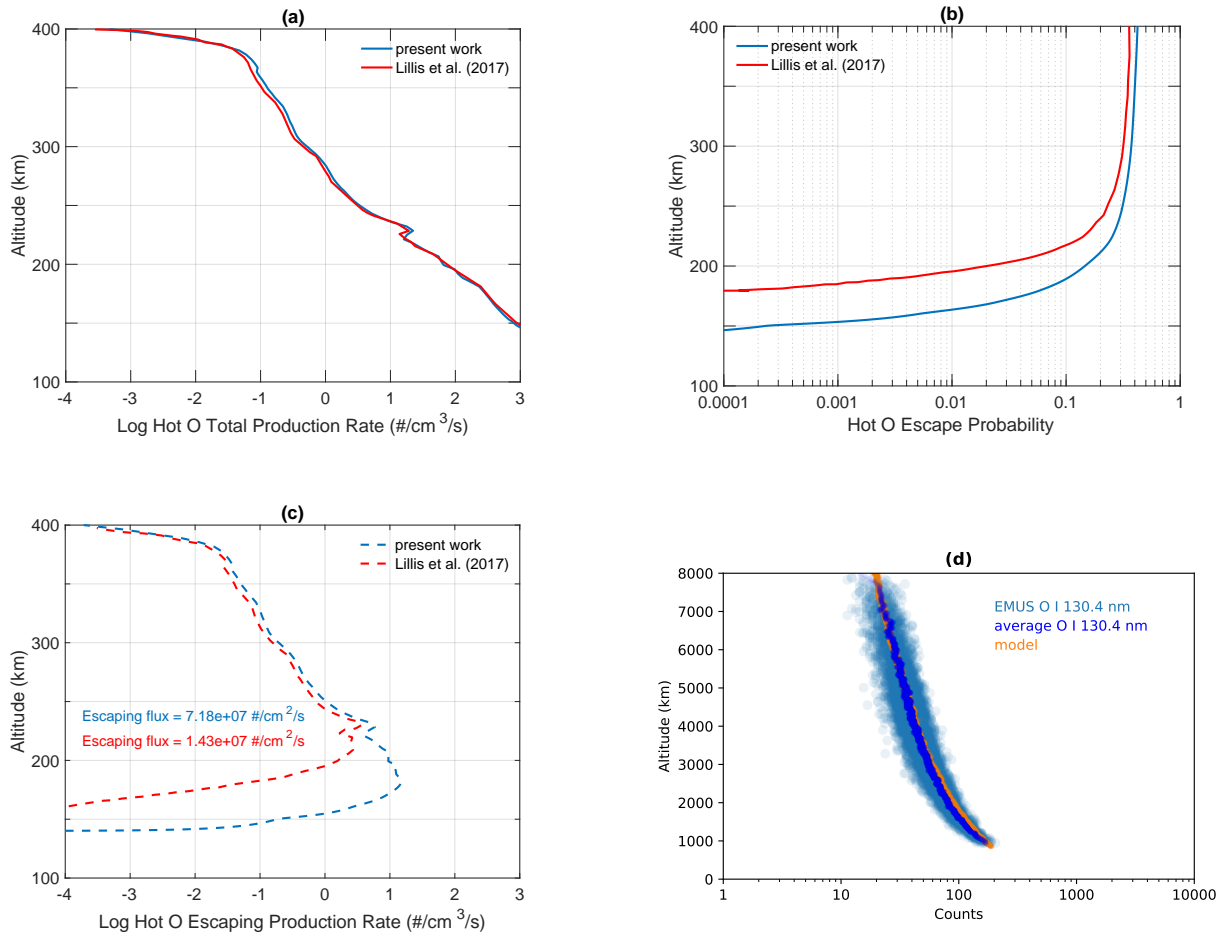 (a)
400
300
200
100
-4 -3 -2 -1 0 1 2 3
Altitude (km)
Log Hot O Total Production Rate (#/cm 3/s)
present work
Lillis et al. (2017)
(b)
400
300
200
100
0.0001 0.001 0.01 0.1 1
Altitude (km)
Hot O Escape Probability
present work
Lillis et al. (2017)
(c)
400
300
200
100
-4 -3 -2 -1 0 1 2 3
Altitude (km)
Log Hot O Escaping Production Rate (#/cm 3/s)
present work
Lillis et al. (2017)
Escaping flux = 7.18e+07 #/cm2/s
Escaping flux = 1.43e+07 #/cm2/s
(d)
8000
7000
6000
5000
4000
3000
2000
1000
0
1 10 100 1000 10000
Altitude (km)
Counts
EMUS O I 130.4 nm
average O I 130.4 nm
model